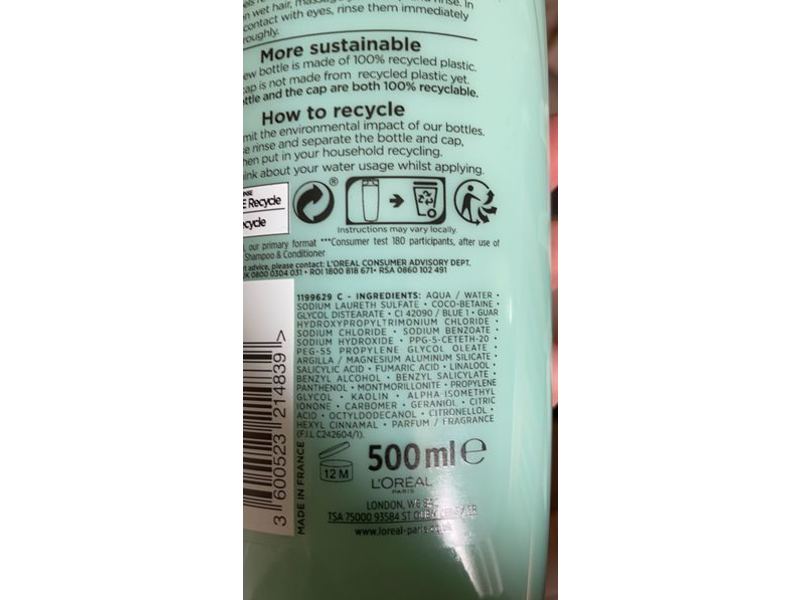 wet hair,
contact with eyes, rinse them immediately
More sustainable
bottle is made of 100% recycled plastic.
is not made from recycled plastic yet.
and the cap are both 100% recyclable.
How to recycle
the environmental impact of our bottles.
rinse and separate the bottle and cap,
put in your household recycling.
about your water usage whilst applying.
Recycle
®
Instructions may vary locally.
our primary format ***Consumer test 180 participants, after use of
Shampoo & Conditioner
advice, please contact: L'OREAL CONSUMER ADVISORY DEPT.
UK 0800 0304 031 • ROI 1800 818 671 • RSA 0860 102 491
1199629 C - INGREDIENTS: AQUA / WATER •
SODIUM LAURETH SULFATE • COCO-BETAINE •
GLYCOL DISTEARATE • CI 42090 / BLUE 1 • GUAR
HYDROXYPROPYLTRIMONIUM CHLORIDE •
SODIUM CHLORIDE • SODIUM BENZOATE •
SODIUM HYDROXIDE • PPG-5-CETETH-20 •
PEG-55 PROPYLENE GLYCOL OLEATE •
ARGILLA / MAGNESIUM ALUMINUM SILICATE •
SALICYLIC ACID • FUMARIC ACID • LINALOOL •
BENZYL ALCOHOL • BENZYL SALICYLATE •
PANTHENOL • MONTMORILLONITE • PROPYLENE
GLYCOL • KAOLIN • ALPHA-ISOMETHYL
IONONE • CARBOMER • GERANIOL • CITRIC
ACID • OCTYLDODECANOL • CITRONELLOL •
HEXYL CINNAMAL • PARFUM / FRAGRANCE
(F.I.L C242604/1).
3 600523 214839 >
MADE IN FRANCE
12 M
500ml e
L'ORÉAL
PARIS
LONDON, W6
TSA 75000 93584 ST
www.loreal-paris.co.uk